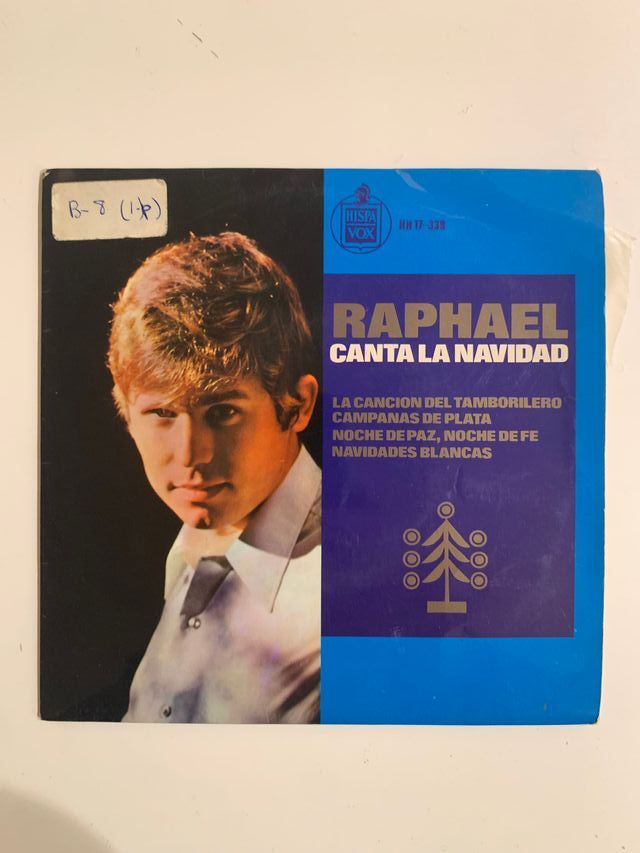 B-8 (1-p)
HISPA
VOX
HH 17-339
RAPHAEL
CANTA LA NAVIDAD
LA CANCION DEL TAMBORILERO
CAMPANAS DE PLATA
NOCHE DE PAZ, NOCHE DE FE
NAVIDADES BLANCAS